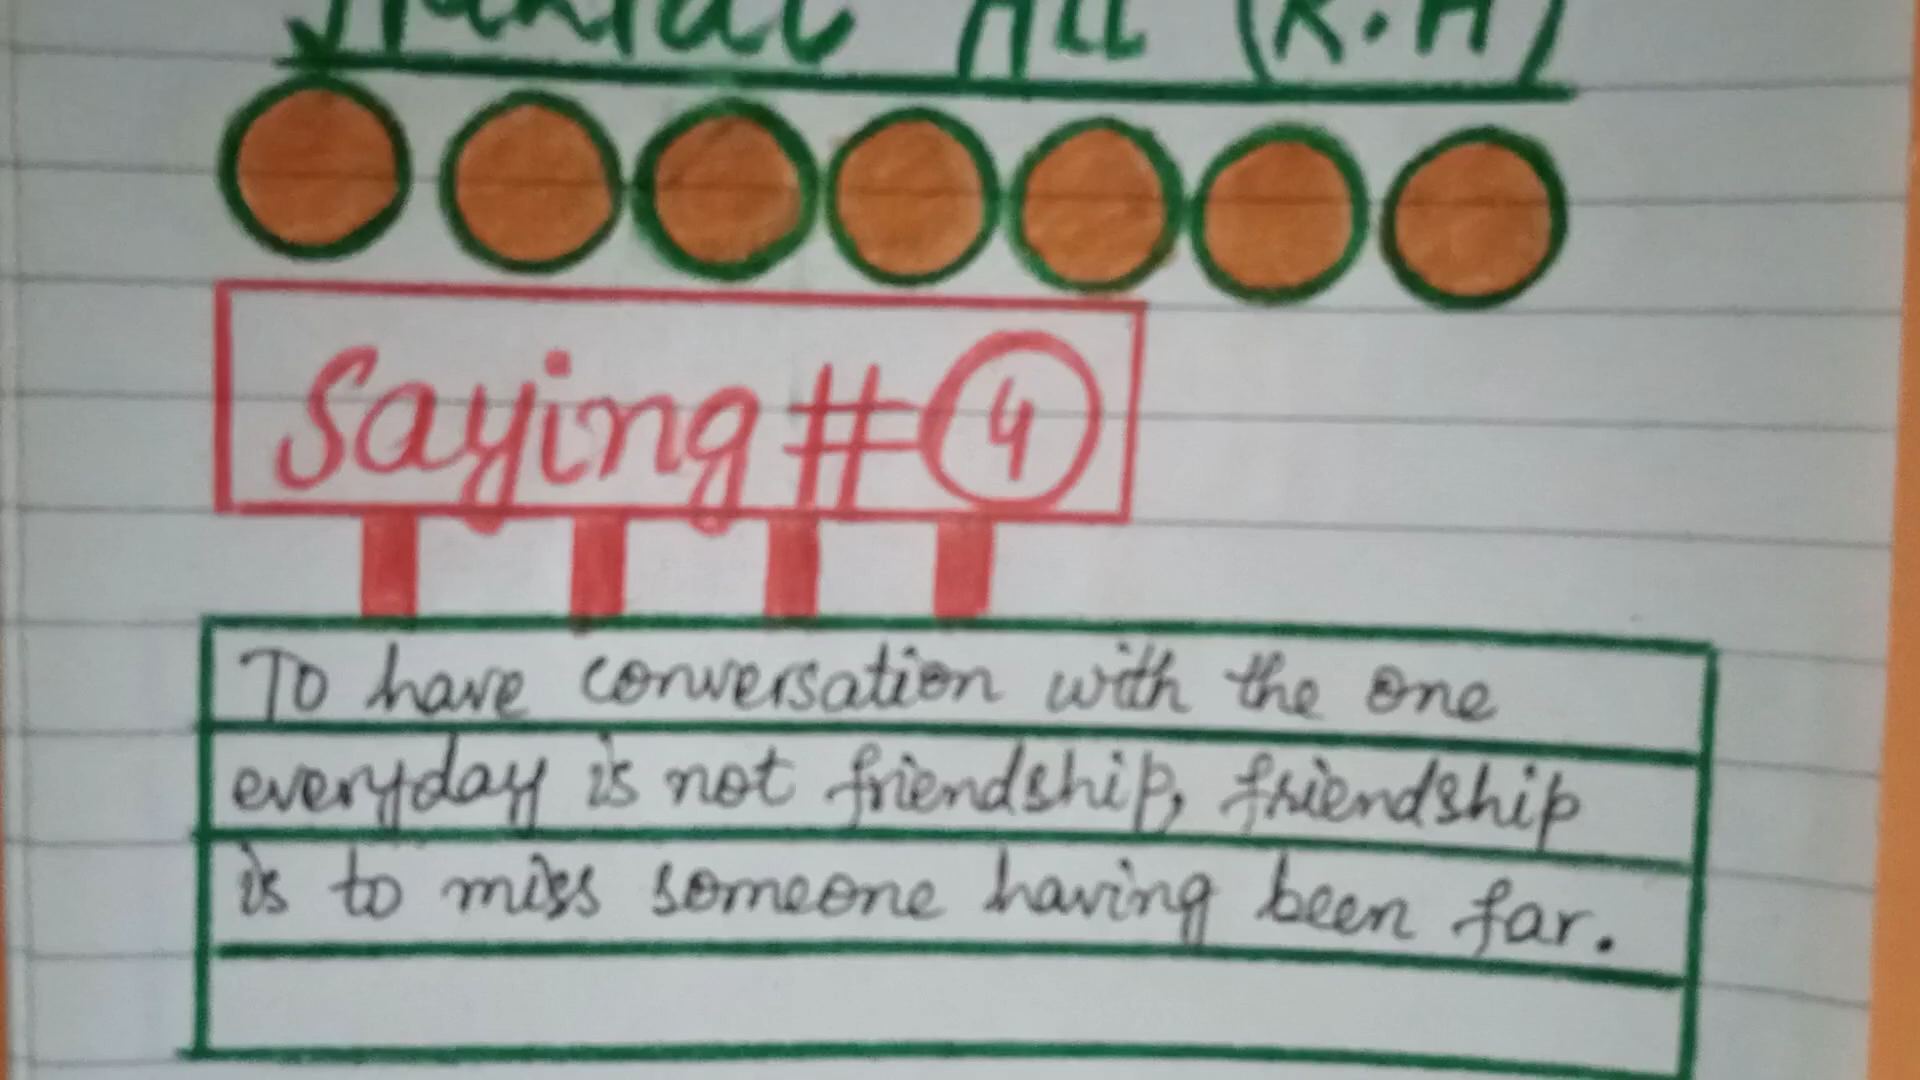 Ali (R.A)
Saying # 4
To have conversation with the one
everyday is not friendship, friendship
is to miss someone having been far.